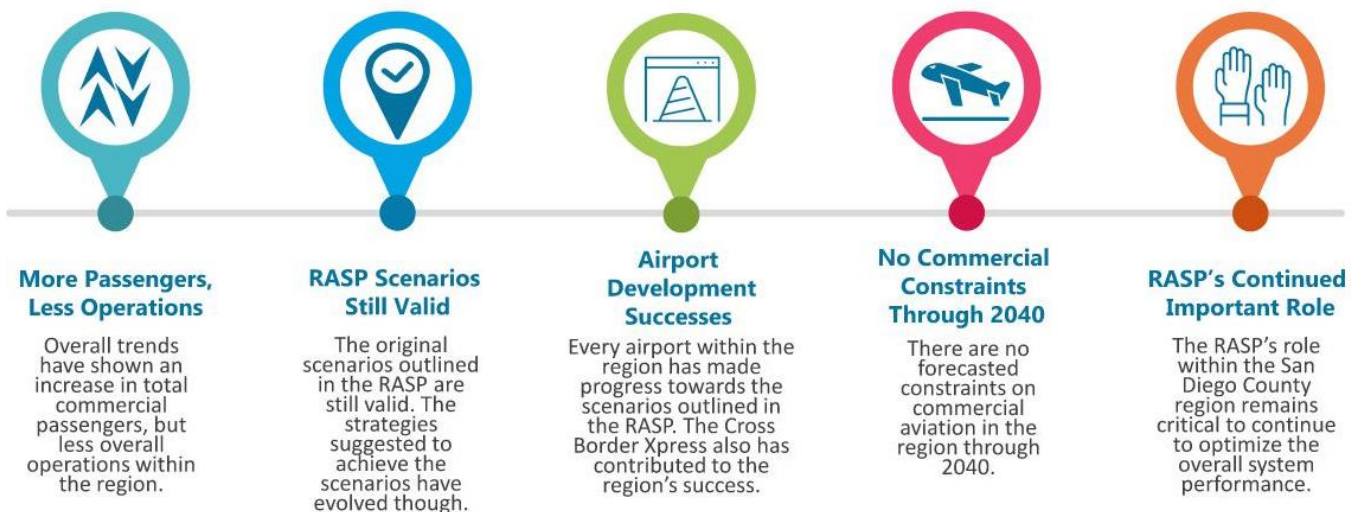 More Passengers,
Less Operations
Overall trends
have shown an
increase in total
commercial
passengers, but
less overall
operations within
the region.
RASP Scenarios
Still Valid
The original
scenarios outlined
in the RASP are
still valid. The
strategies
suggested to
achieve the
scenarios have
evolved though.
Airport
Development
Successes
Every airport within the
region has made
progress towards the
scenarios outlined in
the RASP. The Cross
Border Xpress also has
contributed to the
region's success.
No Commercial
Constraints
Through 2040
There are no
forecasted
constraints on
commercial
aviation in the
region through
2040.
RASP's Continued
Important Role
The RASP's role
within the San
Diego County
region remains
critical to continue
to optimize the
overall system
performance.